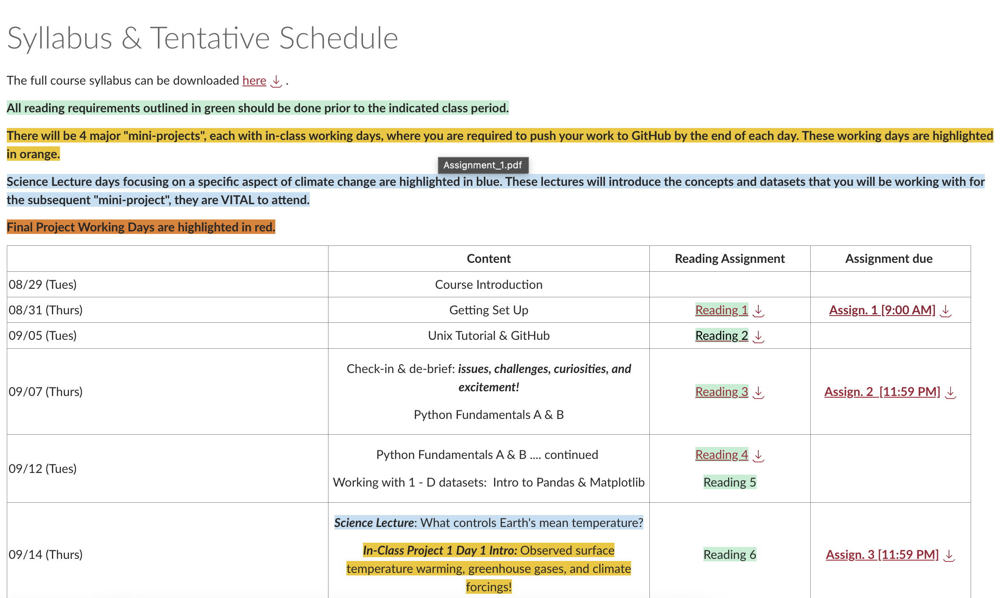 Syllabus & Tentative Schedule
The full course syllabus can be downloaded here .
All reading requirements outlined in green should be done prior to the indicated class period.
There will be 4 major "mini-projects", each with in-class working days, where you are required to push your work to GitHub by the end of each day. These working days are highlighted
in orange.
Assignment_1.pdf
Science Lecture days focusing on a specific aspect of climate change are highlighted in blue. These lectures will introduce the concepts and datasets that you will be working with for
the subsequent "mini-project", they are VITAL to attend.
Final Project Working Days are highlighted in red.
Content Reading Assignment Assignment due
08/29 (Tues) Course Introduction
08/31 (Thurs) Getting Set Up Reading 1 Assign. 1 [9:00 AM]
09/05 (Tues) Unix Tutorial & GitHub Reading 2
Check-in & de-brief: issues, challenges, curiosities, and
excitement!
09/07 (Thurs) Reading 3 Assign. 2 [11:59 PM]
Python Fundamentals A & B
Python Fundamentals A & B .... continued Reading 4
09/12 (Tues)
Working with 1 - D datasets: Intro to Pandas & Matplotlib Reading 5
Science Lecture: What controls Earth's mean temperature?
In-Class Project 1 Day 1 Intro: Observed surface
09/14 (Thurs) Reading 6 Assign. 3 [11:59 PM]
temperature warming, greenhouse gases, and climate
forcings!